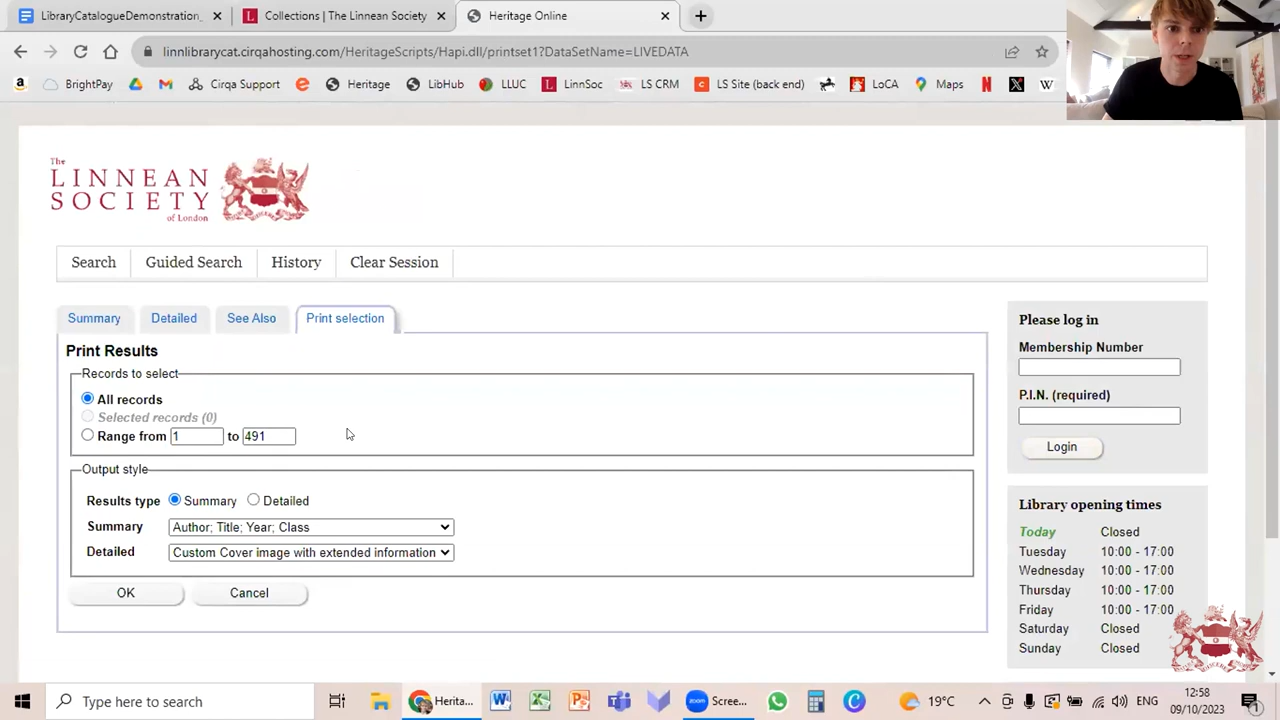 LibraryCatalogueDemonstration_
Collections | The Linnean Society
Heritage Online
linnlibrarycat.cirqahosting.com/HeritageScripts/Hapi.dll/printset1?DataSetName=LIVEDATA
BrightPay
Cirqa Support
Heritage
LibHub
LLUC
LinnSoc
LS CRM
LS Site (back end)
LoCA
Maps
The
LINNEAN
SOCIETY
of London
Search
Guided Search
History
Clear Session
Summary
Detailed
See Also
Print selection
Print Results
Records to select
All records
Selected records (0)
Range from 1 to 491
Output style
Results type Summary Detailed
Summary Author; Title; Year; Class
Detailed Custom Cover image with extended information
OK
Cancel
Please log in
Membership Number
P.I.N. (required)
Login
Library opening times
Today Closed
Tuesday 10:00 - 17:00
Wednesday 10:00 - 17:00
Thursday 10:00 - 17:00
Friday 10:00 - 17:00
Saturday Closed
Sunday Closed
Type here to search
Herita...
Scree...
19°C
ENG
12:58
09/10/2023